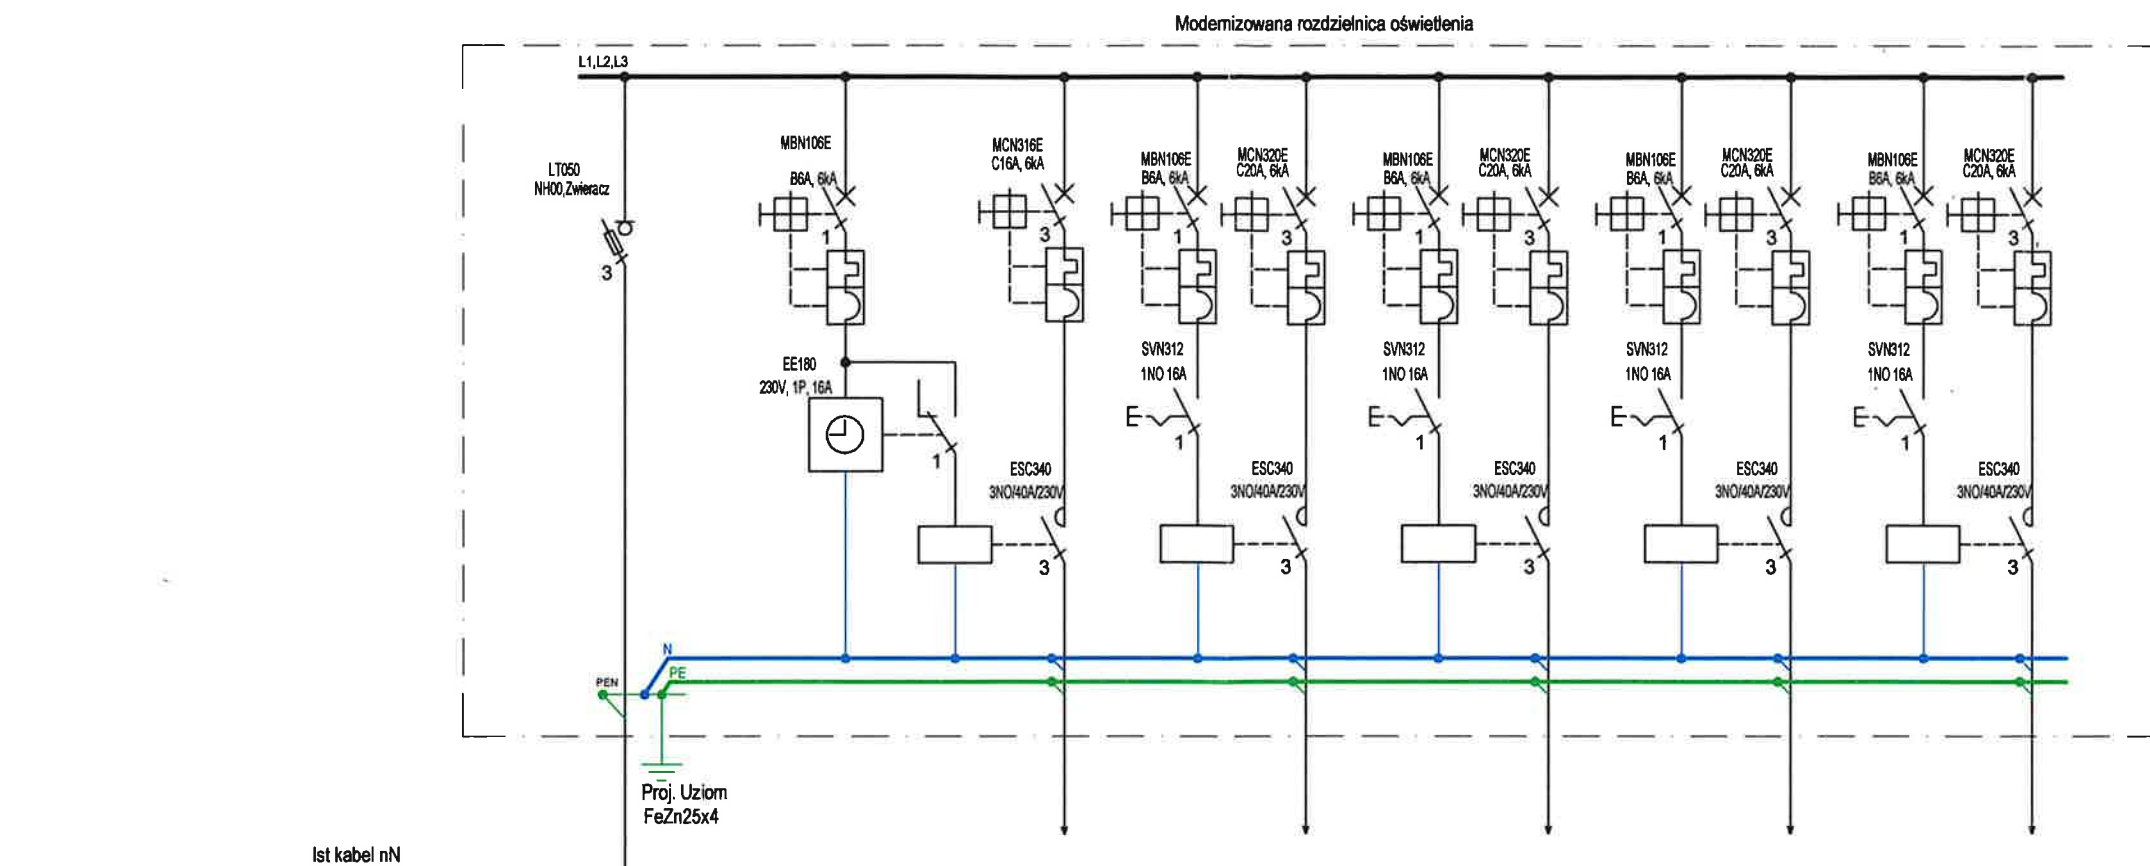 Modernizowana rozdzielnica oświetlenia
L1,L2,L3
LT050
NH00,Zwieracz
3
MBN106E
B6A, 6kA
1
EE180
230V, 1P, 16A
1
MCN316E
C16A, 6kA
3
ESC340
3NO/40A/230V
3
MBN106E
B6A, 6kA
1
SVN312
1NO 16A
1
MCN320E
C20A, 6kA
3
ESC340
3NO/40A/230V
3
MBN106E
B6A, 6kA
1
SVN312
1NO 16A
1
MCN320E
C20A, 6kA
3
ESC340
3NO/40A/230V
3
MBN106E
B6A, 6kA
1
SVN312
1NO 16A
1
MCN320E
C20A, 6kA
3
ESC340
3NO/40A/230V
3
MBN106E
B6A, 6kA
1
SVN312
1NO 16A
1
MCN320E
C20A, 6kA
3
ESC340
3NO/40A/230V
3
N
PE
PEN
Proj. Uziom
FeZn25x4
Ist kabel nN